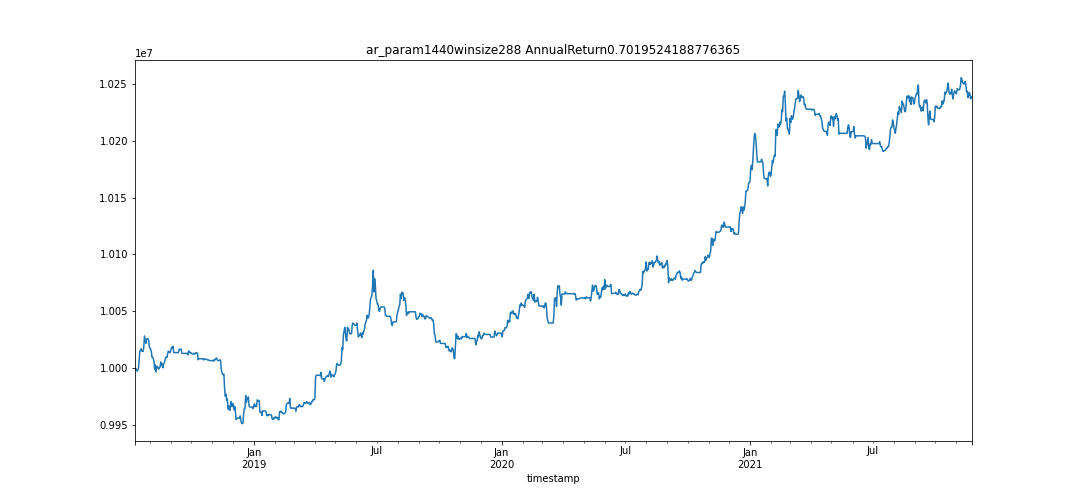 ar_param1440winsize288 AnnualReturn0.7019524188776365
1e7
1.025
1.020
1.015
1.010
1.005
1.000
0.995
Jan Jul Jan Jul Jan Jul
2019 2020 2021
timestamp